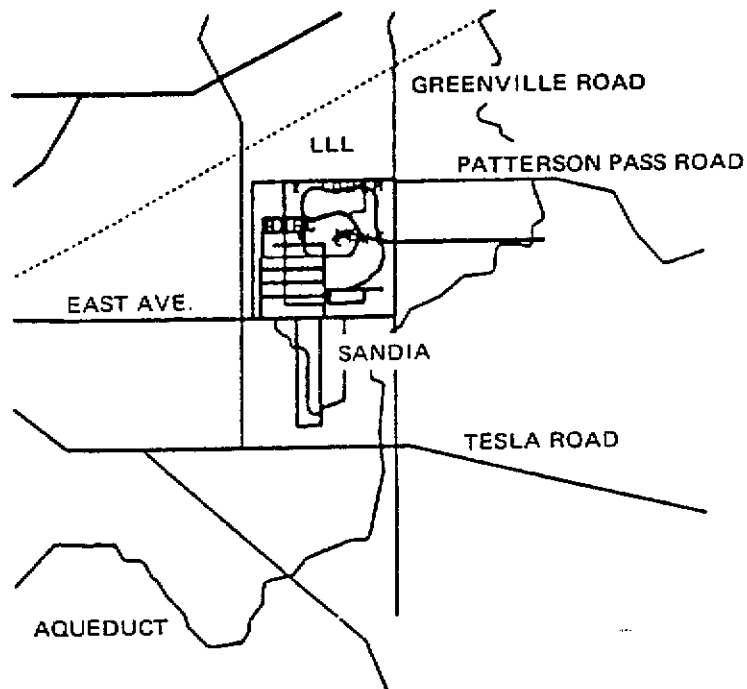 GREENVILLE ROAD
LLL
PATTERSON PASS ROAD
EAST AVE.
SANDIA
TESLA ROAD
AQUEDUCT